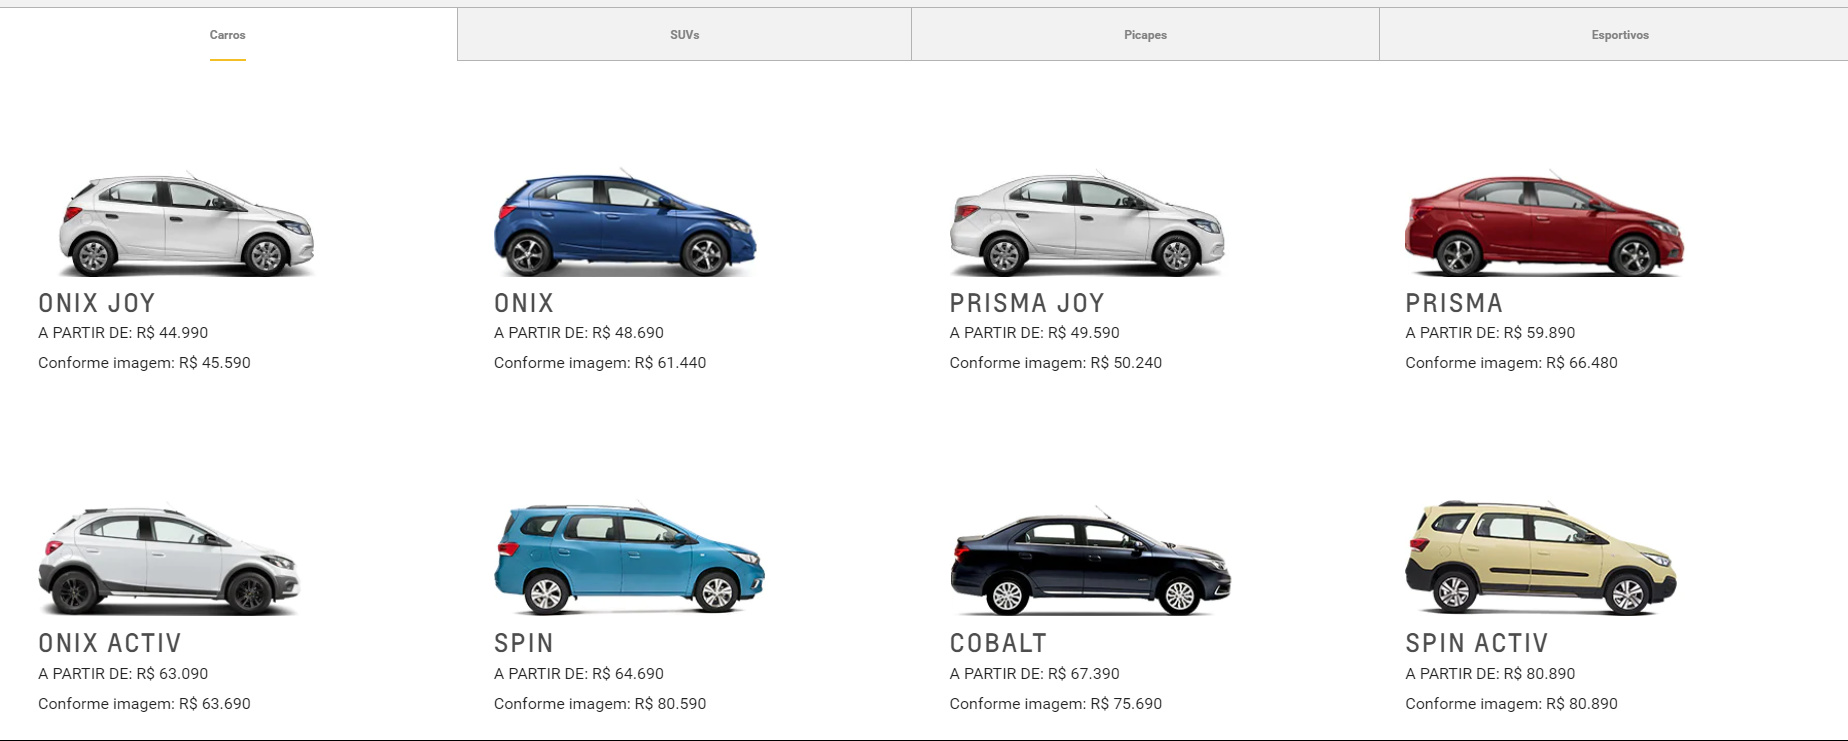 Carros
SUVs
Picapes
Esportivos
ONIX JOY
A PARTIR DE: R$ 44.990
Conforme imagem: R$ 45.590
ONIX
A PARTIR DE: R$ 48.690
Conforme imagem: R$ 61.440
PRISMA JOY
A PARTIR DE: R$ 49.590
Conforme imagem: R$ 50.240
PRISMA
A PARTIR DE: R$ 59.890
Conforme imagem: R$ 66.480
ONIX ACTIV
A PARTIR DE: R$ 63.090
Conforme imagem: R$ 63.690
SPIN
A PARTIR DE: R$ 64.690
Conforme imagem: R$ 80.590
COBALT
A PARTIR DE: R$ 67.390
Conforme imagem: R$ 75.690
SPIN ACTIV
A PARTIR DE: R$ 80.890
Conforme imagem: R$ 80.890